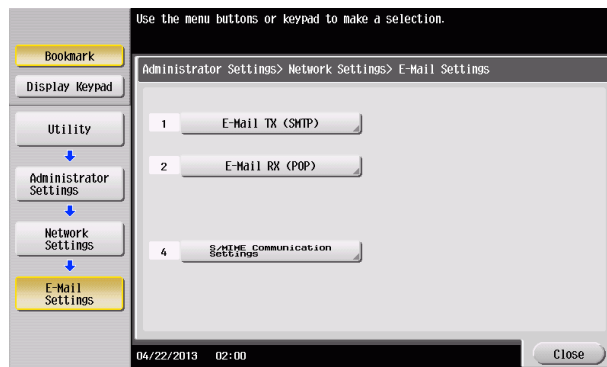 Use the menu buttons or keypad to make a selection.
Bookmark
Display Keypad
Utility
Administrator
Settings
Network
Settings
E-Mail
Settings
Administrator Settings> Network Settings> E-Mail Settings
1 E-Mail TX (SMTP)
2 E-Mail RX (POP)
4 S/MIME Communication
Settings
04/22/2013 02:00
Close